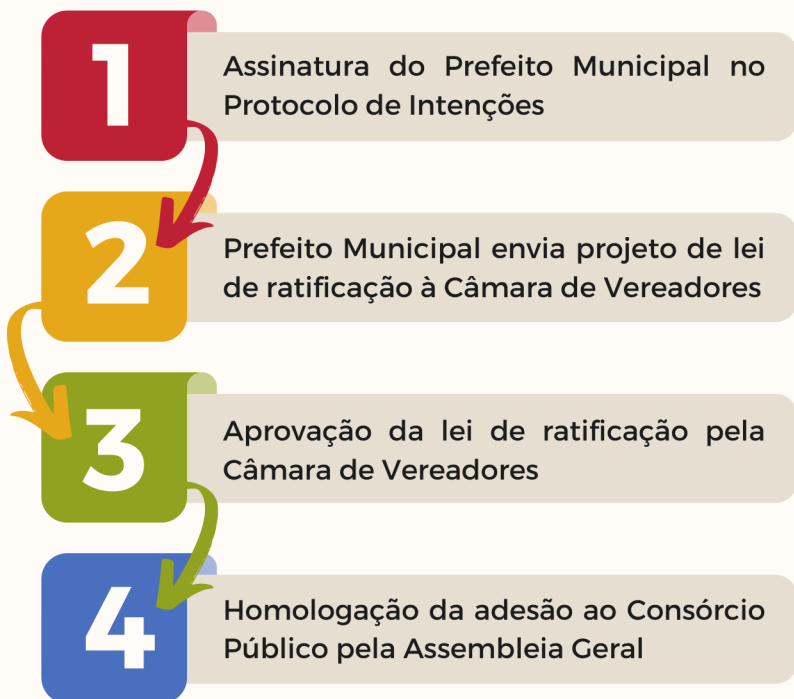 1
Assinatura do Prefeito Municipal no
Protocolo de Intenções
2
Prefeito Municipal envia projeto de lei
de ratificação à Câmara de Vereadores
3
Aprovação da lei de ratificação pela
Câmara de Vereadores
4
Homologação da adesão ao Consórcio
Público pela Assembleia Geral